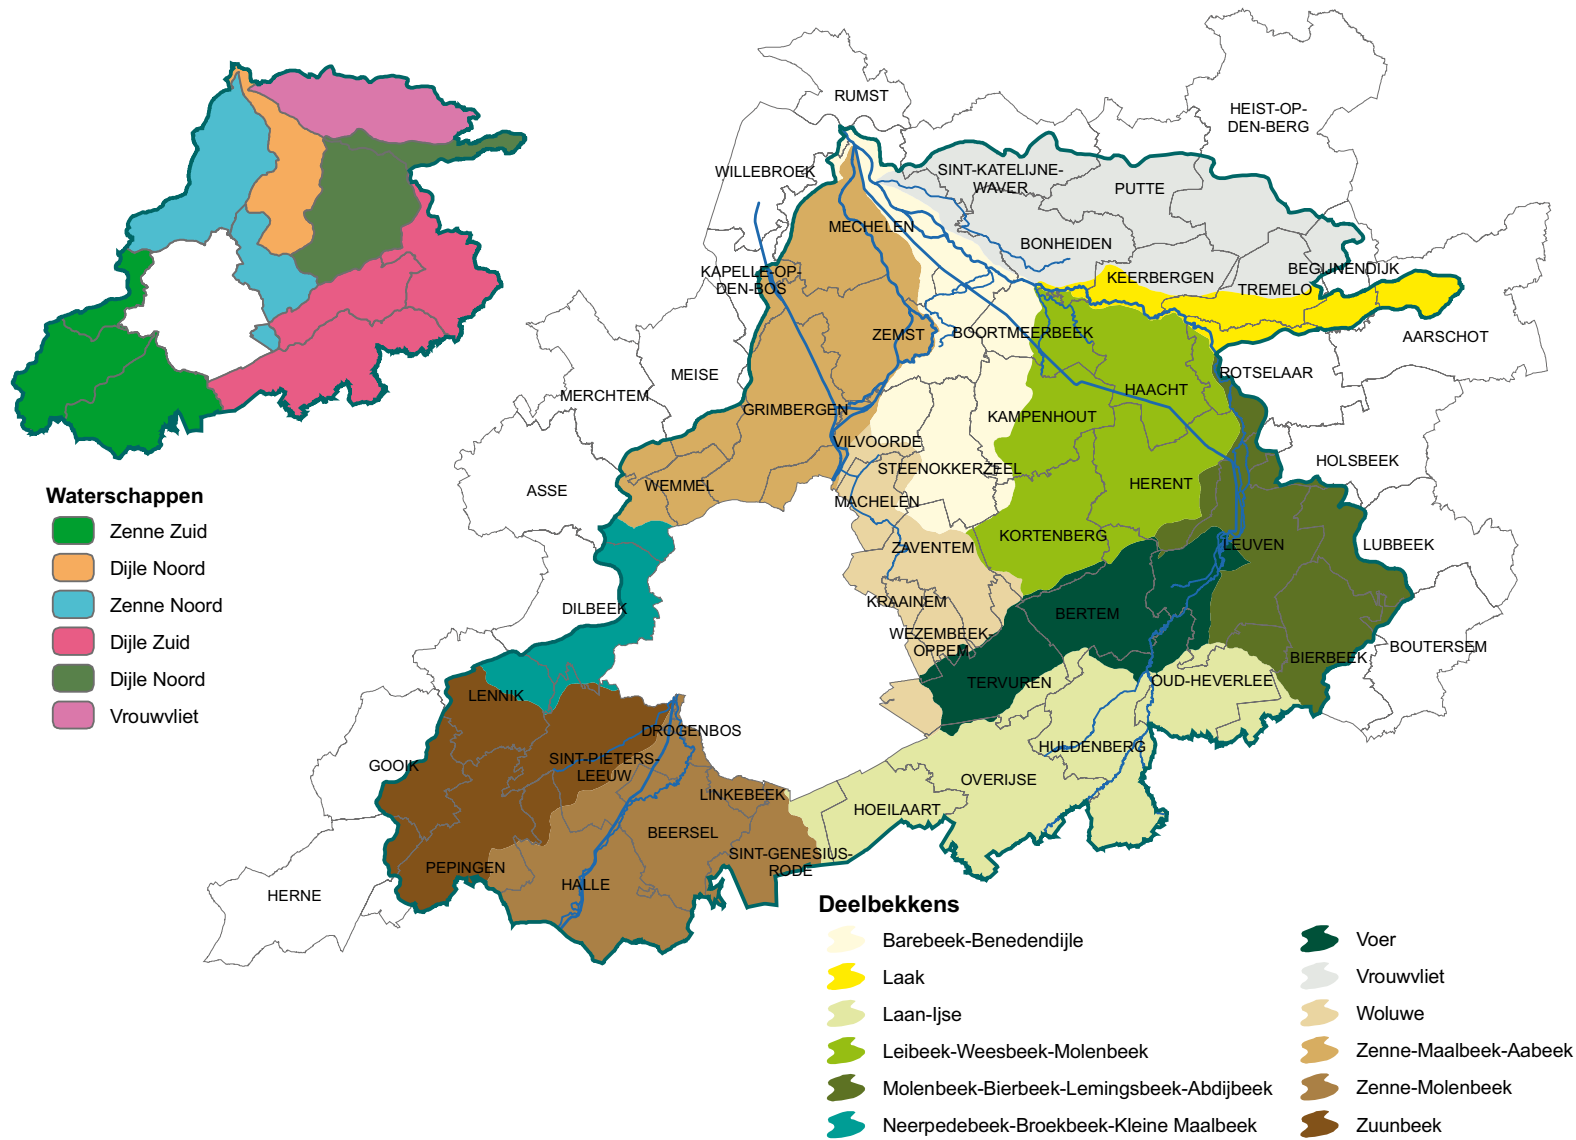 RUMST
HEIST-OP-
DEN-BERG
WILLEBROEK
SINT-KATELIJNE-
WAVER
PUTTE
MECHELEN
BONHEIDEN
KAPELLE-OP-
DEN-BOS
KEERBERGEN
BEGIJNENDIJK
TREMELO
ZEMST
BOORTMEERBEEK
AARSCHOT
MEISE
ROTSELAAR
MERCHTEM
HAACHT
GRIMBERGEN
KAMPENHOUT
VILVOORDE
STEENOKKERZEEL
HOLSBEEK
ASSE
WEMMEL
MACHELEN
HERENT
KORTENBERG
ZAVENTEM
LEUVEN
LUBBEEK
DILBEEK
KRAAINEM
BERTEM
WEZEMBEEK-
OPPEM
BOUTERSEM
BIERBEEK
LENNIK
TERVUREN
OUD-HEVERLEE
DROGENBOS
GOOIK
SINT-PIETERS-
LEEUW
HULDENBERG
OVERIJSE
LINKEBEEK
HOEILAART
BEERSEL
SINT-GENESIUS-
RODE
PEPINGEN
HALLE
HERNE
Waterschappen
Zenne Zuid
Dijle Noord
Zenne Noord
Dijle Zuid
Dijle Noord
Vrouwvliet
Deelbekkens
Barebeek-Benedendijle
Laak
Laan-Ijse
Leibeek-Weesbeek-Molenbeek
Molenbeek-Bierbeek-Lemingsbeek-Abdijbeek
Neerpedebeek-Broekbeek-Kleine Maalbeek
Voer
Vrouwvliet
Woluwe
Zenne-Maalbeek-Aabeek
Zenne-Molenbeek
Zuunbeek